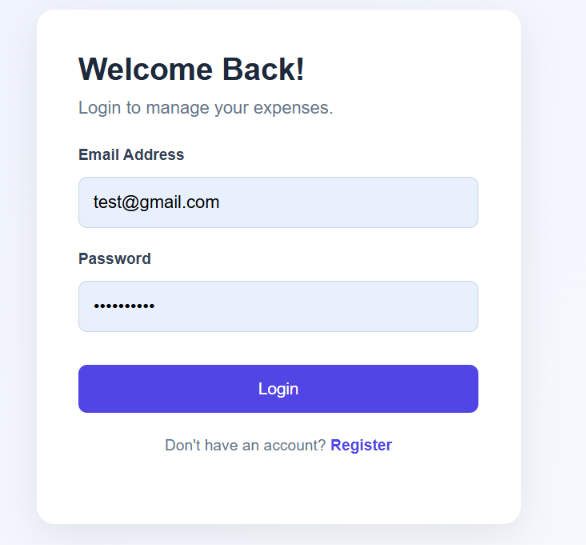 Welcome Back!
Login to manage your expenses.
Email Address
test@gmail.com
Password
••••••••••
Login
Don't have an account? Register